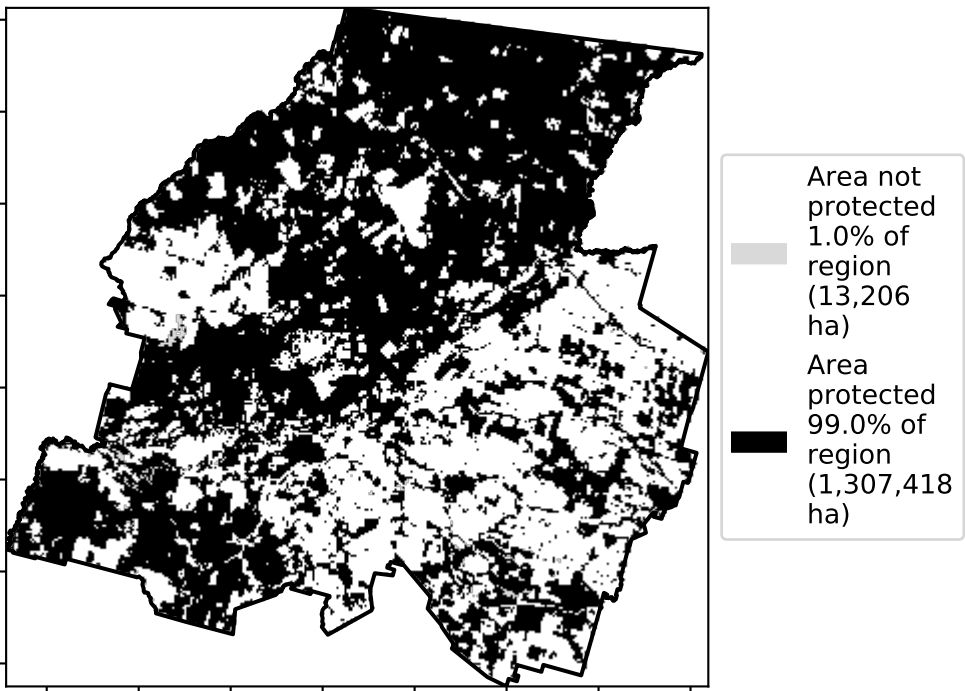 Area not
protected
1.0% of
region
(13,206
ha)
Area
protected
99.0% of
region
(1,307,418
ha)